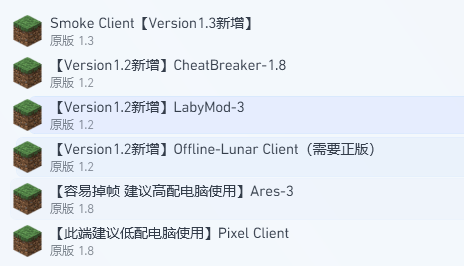 Smoke Client【Version1.3新增】
原版 1.3
【Version1.2新增】CheatBreaker-1.8
原版 1.2
【Version1.2新增】LabyMod-3
原版 1.2
【Version1.2新增】Offline-Lunar Client（需要正版）
原版 1.2
【容易掉帧 建议高配电脑使用】Ares-3
原版 1.8
【此端建议低配电脑使用】Pixel Client
原版 1.8